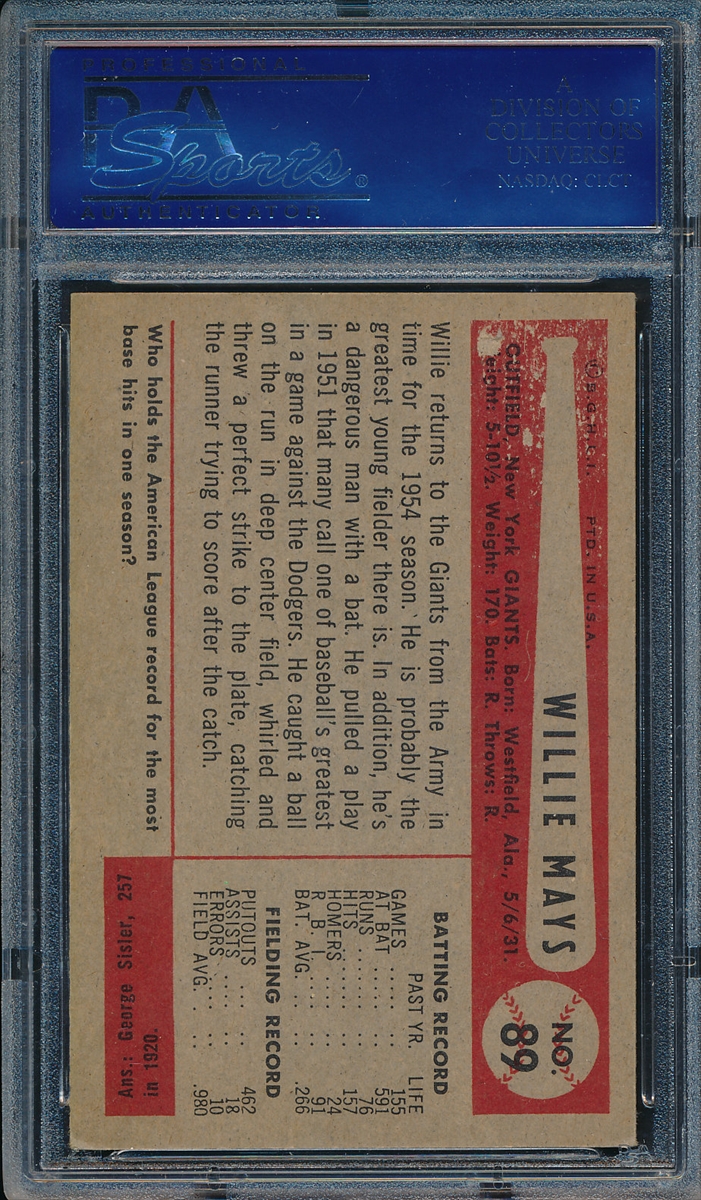 PROFESSIONAL
PSA
Sports®
AUTHENTICATOR
A
DIVISION OF
COLLECTORS
UNIVERSE
NASDAQ: CLCT
© B.G.H.C.I. PTD. IN U.S.A.
WILLIE MAYS
NO.
89
OUTFIELD, New York GIANTS. Born: Westfield, Ala., 5/6/31.
eight: 5-10½. Weight: 170. Bats: R. Throws: R.
Willie returns to the Giants from the Army in
time for the 1954 season. He is probably the
greatest young fielder there is. In addition, he's
a dangerous man with a bat. He pulled a play
in 1951 that many call one of baseball's greatest
in a game against the Dodgers. He caught a ball
on the run in deep center field, whirled and
threw a perfect strike to the plate, catching
the runner trying to score after the catch.
BATTING RECORD
PAST YR. LIFE
GAMES ..... .. 155
AT BAT ..... .. 591
RUNS ...... .. 76
HITS ...... .. 157
HOMERS .... .. 24
R. B. I. .... .. 91
BAT. AVG. .. .. .266
FIELDING RECORD
PUTOUTS ... .. 462
ASSISTS .... .. 18
ERRORS .... .. 10
FIELD AVG. . .. .980
Who holds the American League record for the most
base hits in one season?
Ans.: George Sisler, 257
in 1920.